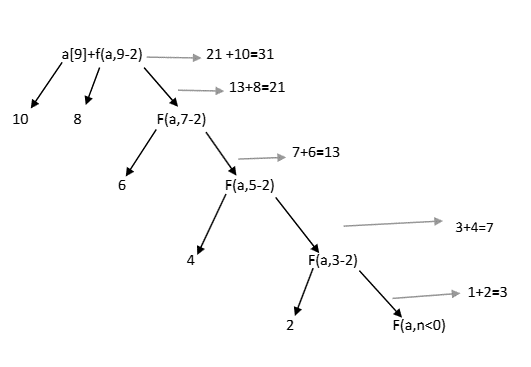 a[9]+f(a,9-2)
21 +10=31
13+8=21
10
8
F(a,7-2)
7+6=13
6
F(a,5-2)
3+4=7
4
F(a,3-2)
1+2=3
2
F(a,n<0)